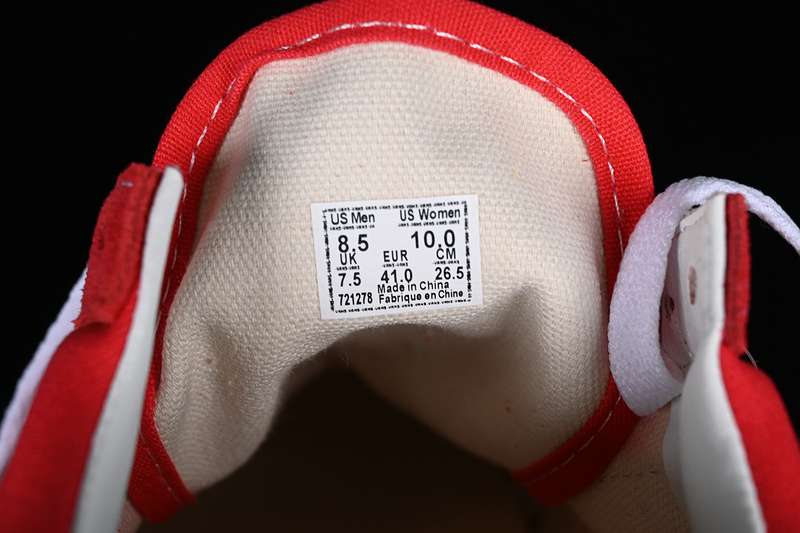 US Men US Women
8.5 10.0
UK EUR CM
7.5 41.0 26.5
Made in China
721278 Fabrique en Chine